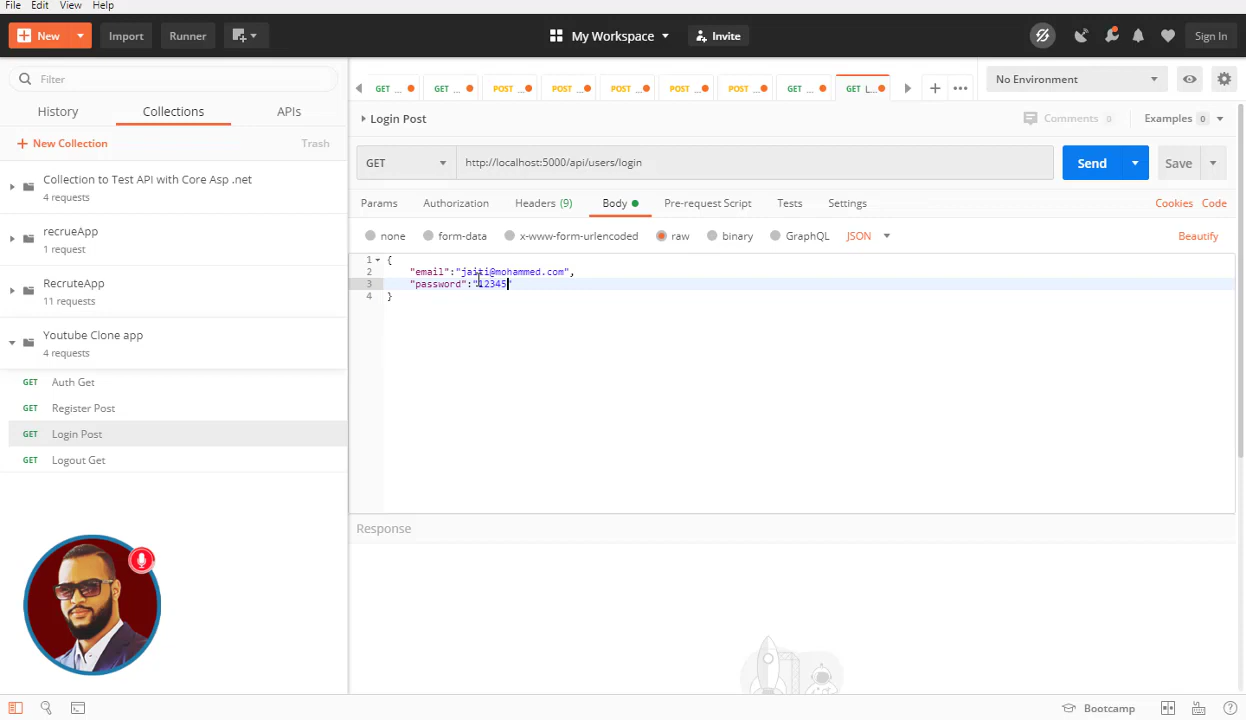 File Edit View Help
New Import Runner My Workspace Invite Sign In
Filter
GET ... GET ... POST ... POST ... POST ... POST ... POST ... GET ... GET L... No Environment
History Collections APIs
Login Post Comments 0 Examples 0
New Collection Trash
GET http://localhost:5000/api/users/login Send Save
Collection to Test API with Core Asp .net
4 requests
Params Authorization Headers (9) Body Pre-request Script Tests Settings Cookies Code
recrueApp
1 request
none form-data x-www-form-urlencoded raw binary GraphQL JSON Beautify
1 {
2 "email":"jaiti@mohammed.com",
3 "password":"12345"
4 }
RecruteApp
11 requests
Youtube Clone app
4 requests
GET Auth Get
GET Register Post
GET Login Post
GET Logout Get
Response
Bootcamp